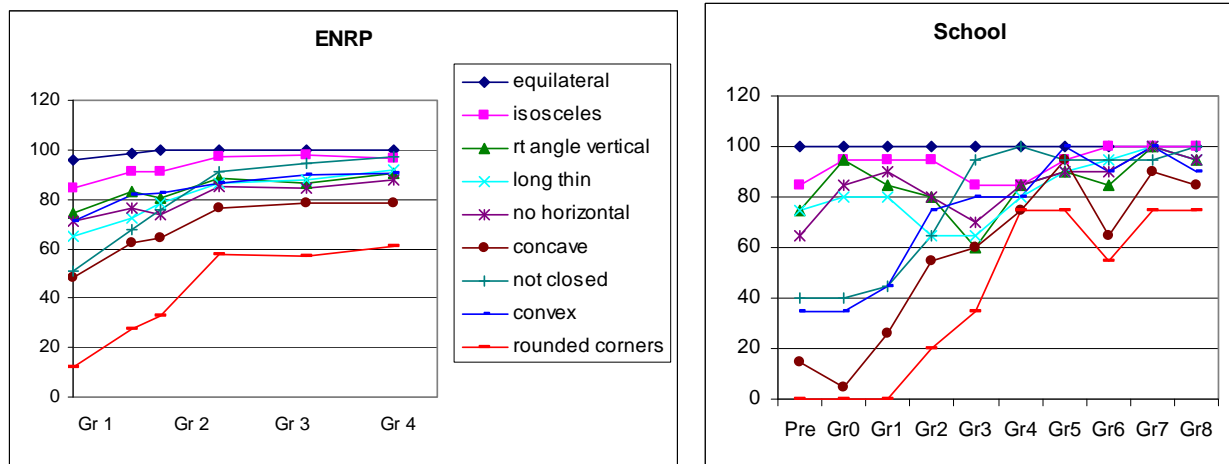 ENRP
120
100
80
60
40
20
0
Gr 1 Gr 2 Gr 3 Gr 4
equilateral
isosceles
rt angle vertical
long thin
no horizontal
concave
not closed
convex
rounded corners
School
120
100
80
60
40
20
0
Pre Gr0 Gr1 Gr2 Gr3 Gr4 Gr5 Gr6 Gr7 Gr8